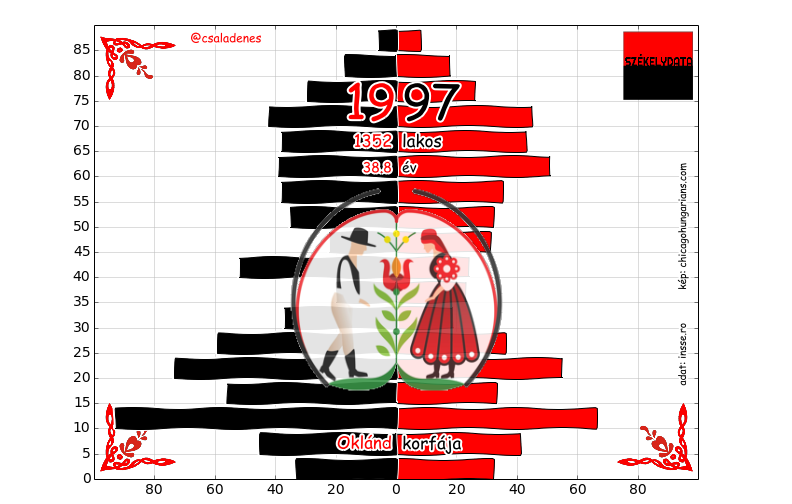 @csaladenes
SZÉKELYDATA
1997
1352 lakos
38.8 év
kép: chicagohungarians.com
adat: insse.ro
Oklánd korfája
85
80
75
70
65
60
55
50
45
40
35
30
25
20
15
10
5
0
80 60 40 20 0 20 40 60 80